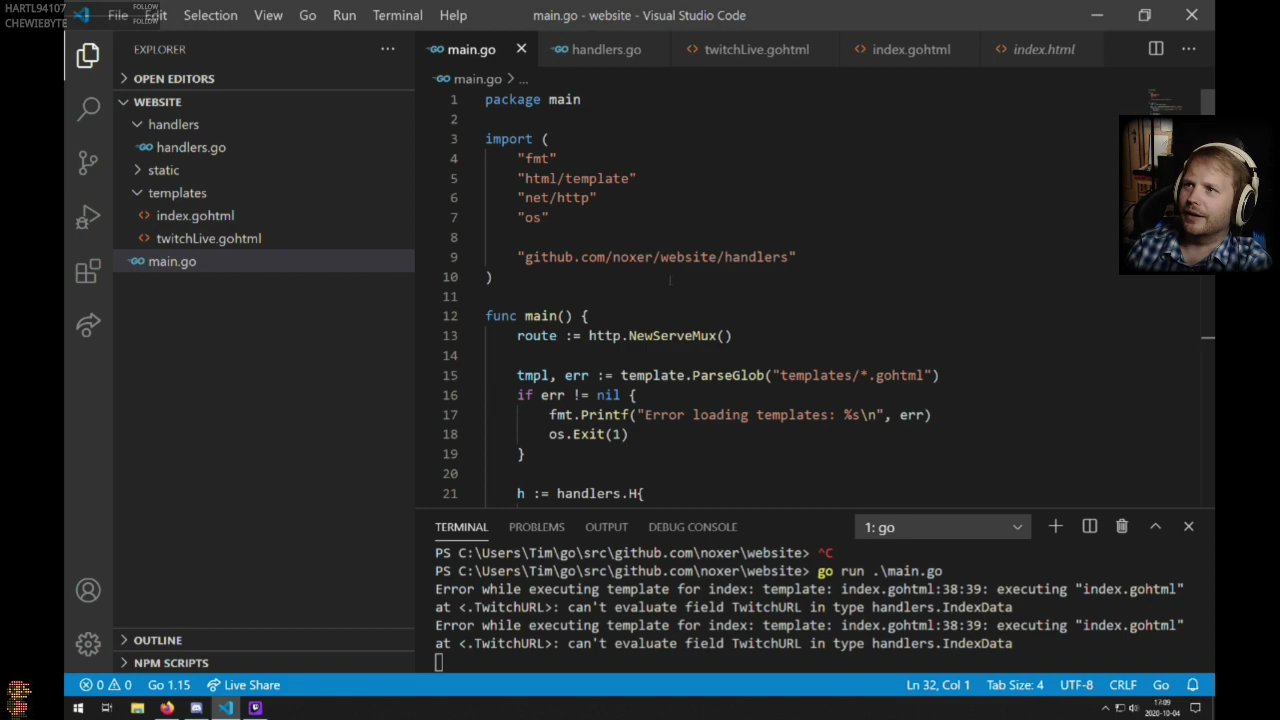 HARTL94107 FOLLOW
CHEWIEBYTE FOLLOW
File Edit Selection View Go Run Terminal Help
main.go - website - Visual Studio Code
EXPLORER
OPEN EDITORS
WEBSITE
handlers
handlers.go
static
templates
index.gohtml
twitchLive.gohtml
main.go
OUTLINE
NPM SCRIPTS
main.go handlers.go twitchLive.gohtml index.gohtml index.html
main.go > ...
1 package main
2
3 import (
4 "fmt"
5 "html/template"
6 "net/http"
7 "os"
8
9 "github.com/noxer/website/handlers"
10 )
11
12 func main() {
13 route := http.NewServeMux()
14
15 tmpl, err := template.ParseGlob("templates/*.gohtml")
16 if err != nil {
17 fmt.Printf("Error loading templates: %s\n", err)
18 os.Exit(1)
19 }
20
21 h := handlers.H{
TERMINAL PROBLEMS OUTPUT DEBUG CONSOLE 1: go
PS C:\Users\Tim\go\src\github.com\noxer\website> ^C
PS C:\Users\Tim\go\src\github.com\noxer\website> go run .\main.go
Error while executing template for index: template: index.gohtml:38:39: executing "index.gohtml"
at <.TwitchURL>: can't evaluate field TwitchURL in type handlers.IndexData
Error while executing template for index: template: index.gohtml:38:39: executing "index.gohtml"
at <.TwitchURL>: can't evaluate field TwitchURL in type handlers.IndexData
0 0 Go 1.15 Live Share Ln 32, Col 1 Tab Size: 4 UTF-8 CRLF Go
17:09
2020-10-04